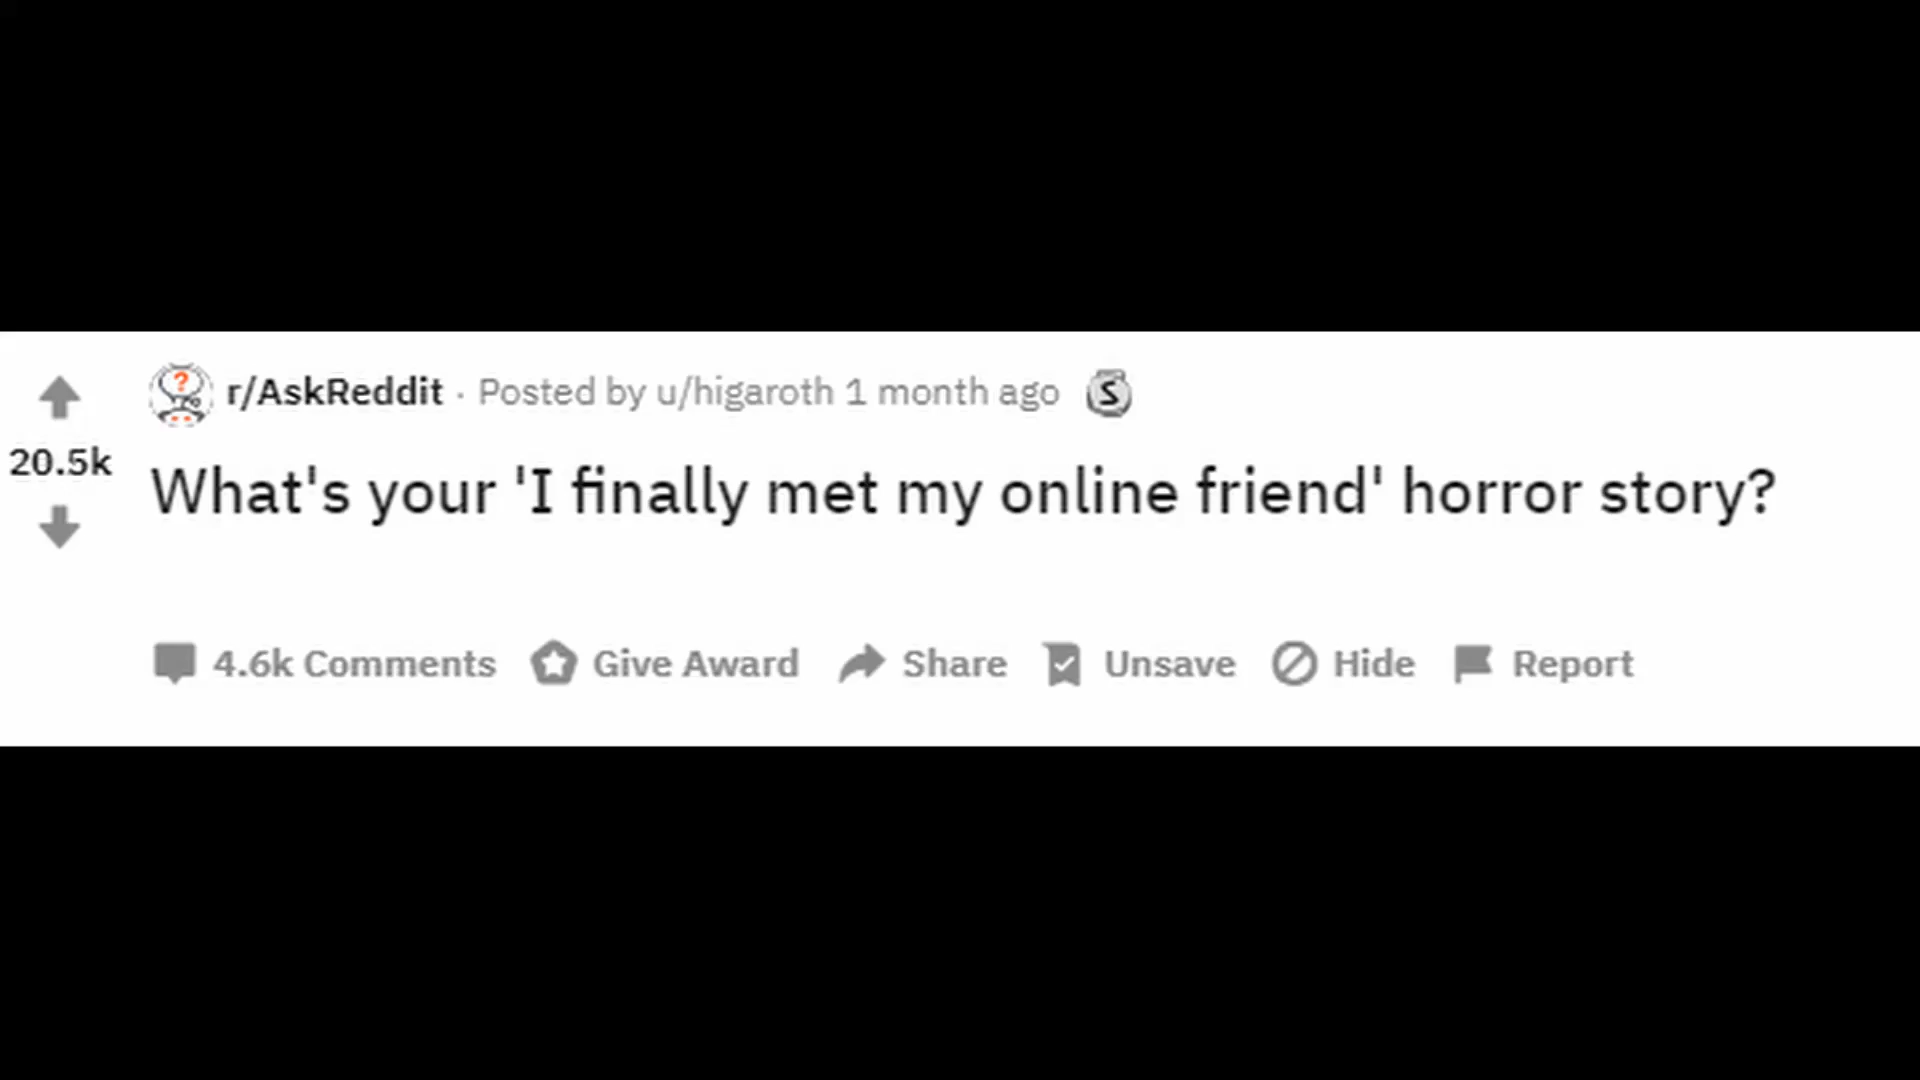 r/AskReddit · Posted by u/higaroth 1 month ago S
20.5k
What's your 'I finally met my online friend' horror story?
4.6k Comments Give Award Share Unsave Hide Report